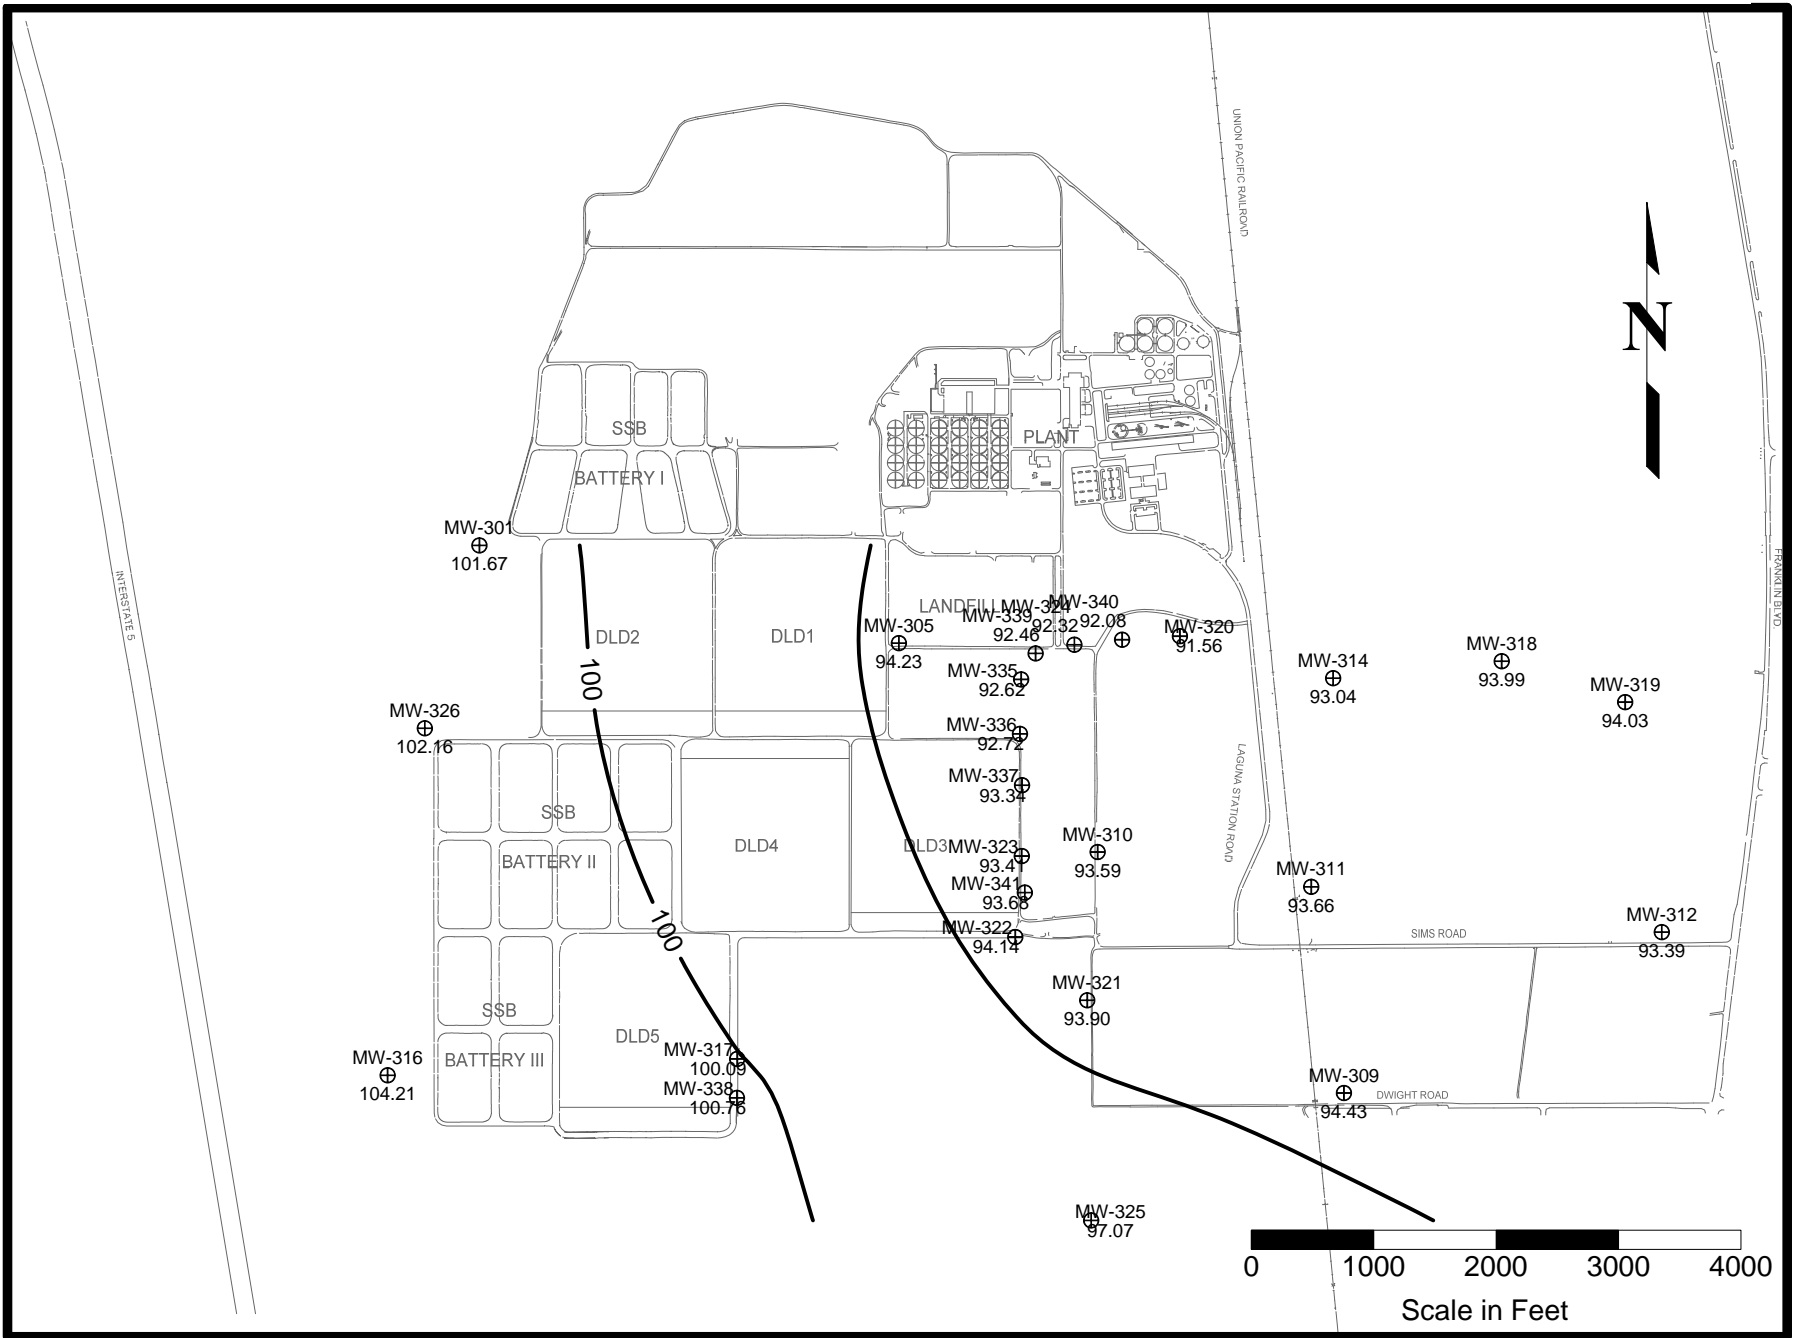 UNION PACIFIC RAILROAD
N
SSB
BATTERY I
PLANT
MW-301
101.67
INTERSTATE 5
FRANKLIN BLVD.
LANDFILL
MW-324
92.32
MW-340
92.08
MW-339
92.46
MW-305
94.23
MW-320
91.56
DLD2
DLD1
MW-318
93.99
MW-314
93.04
MW-319
94.03
MW-335
92.62
100
MW-326
102.16
MW-336
92.72
MW-337
93.34
LAGUNA STATION ROAD
SSB
BATTERY II
DLD4
DLD3
MW-323
93.41
MW-310
93.59
MW-341
93.68
MW-311
93.66
100
MW-322
94.14
MW-312
93.39
SIMS ROAD
MW-321
93.90
SSB
BATTERY III
DLD5
MW-317
100.09
MW-316
104.21
MW-338
100.76
MW-309
94.43
DWIGHT ROAD
MW-325
97.07
0 1000 2000 3000 4000
Scale in Feet